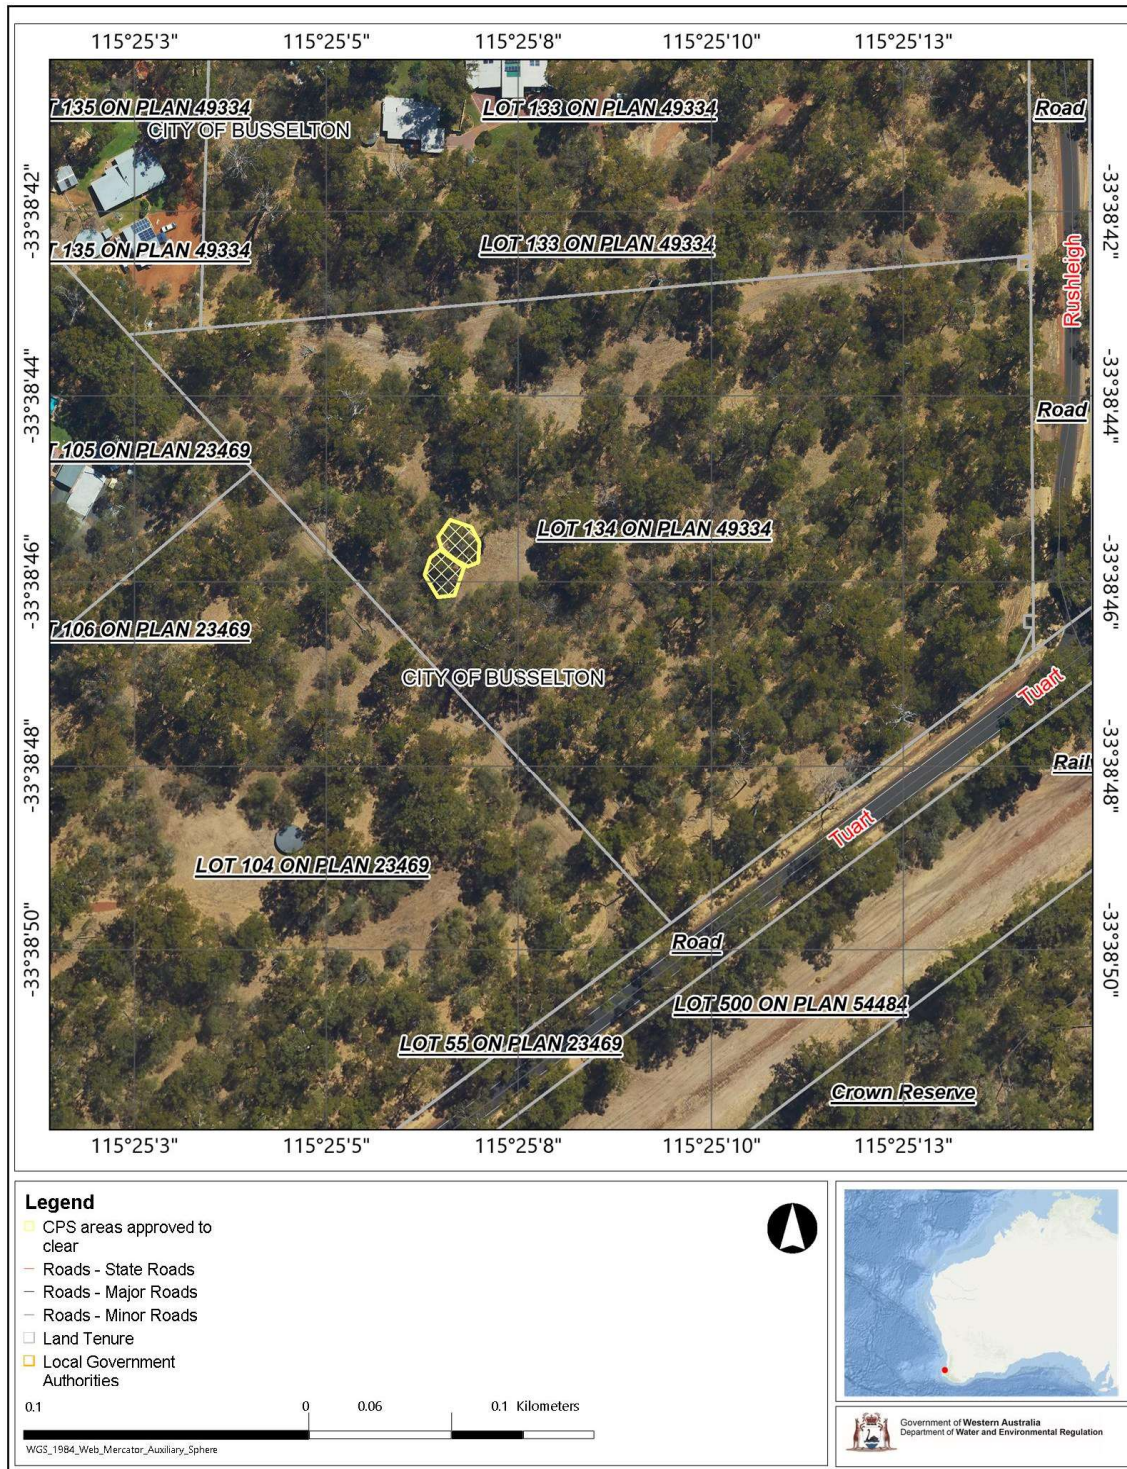 115°25'3" 115°25'5" 115°25'8" 115°25'10" 115°25'13"
T 135 ON PLAN 49334
LOT 133 ON PLAN 49334
Road
CITY OF BUSSELTON
-33°38'42"
-33°38'42"
T 135 ON PLAN 49334
LOT 133 ON PLAN 49334
Rushleigh
-33°38'44"
-33°38'44"
Road
T 105 ON PLAN 23469
LOT 134 ON PLAN 49334
-33°38'46"
-33°38'46"
T 106 ON PLAN 23469
CITY OF BUSSELTON
Tuart
-33°38'48"
-33°38'48"
Rail
Tuart
LOT 104 ON PLAN 23469
-33°38'50"
-33°38'50"
Road
LOT 500 ON PLAN 54484
LOT 55 ON PLAN 23469
Crown Reserve
115°25'3" 115°25'5" 115°25'8" 115°25'10" 115°25'13"
Legend
CPS areas approved to
clear
Roads - State Roads
Roads - Major Roads
Roads - Minor Roads
Land Tenure
Local Government
Authorities
0.1 0 0.06 0.1 Kilometers
WGS_1984_Web_Mercator_Auxiliary_Sphere
Government of Western Australia
Department of Water and Environmental Regulation